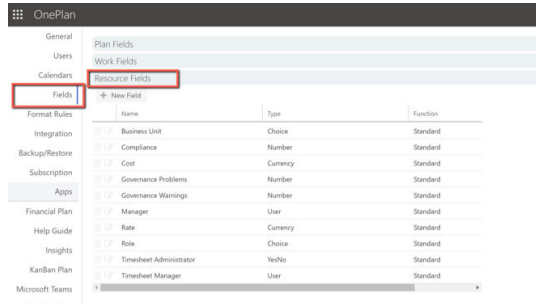 OnePlan
General
Users
Calendars
Fields
Format Rules
Integration
Backup/Restore
Subscription
Apps
Financial Plan
Help Guide
Insights
KanBan Plan
Microsoft Teams
Plan Fields
Work Fields
Resource Fields
+ New Field
Name Type Function
Business Unit Choice Standard
Compliance Number Standard
Cost Currency Standard
Governance Problems Number Standard
Governance Warnings Number Standard
Manager User Standard
Rate Currency Standard
Role Choice Standard
Timesheet Administrator YesNo Standard
Timesheet Manager User Standard